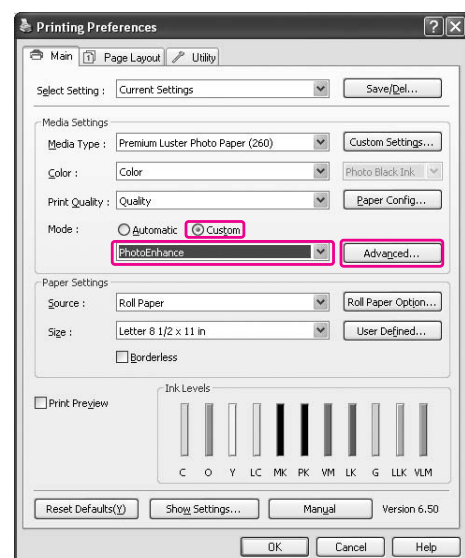 Printing Preferences
Main Page Layout Utility
Select Setting : Current Settings Save/Del...
Media Settings
Media Type : Premium Luster Photo Paper (260) Custom Settings...
Color : Color Photo Black Ink
Print Quality : Quality Paper Config...
Mode : Automatic Custom
PhotoEnhance Advanced...
Paper Settings
Source : Roll Paper Roll Paper Option...
Size : Letter 8 1/2 x 11 in User Defined...
Borderless
Print Preview
Ink Levels
C O Y LC MK PK VM LK G LLK VLM
Reset Defaults(Y) Show Settings... Manual Version 6.50
OK Cancel Help